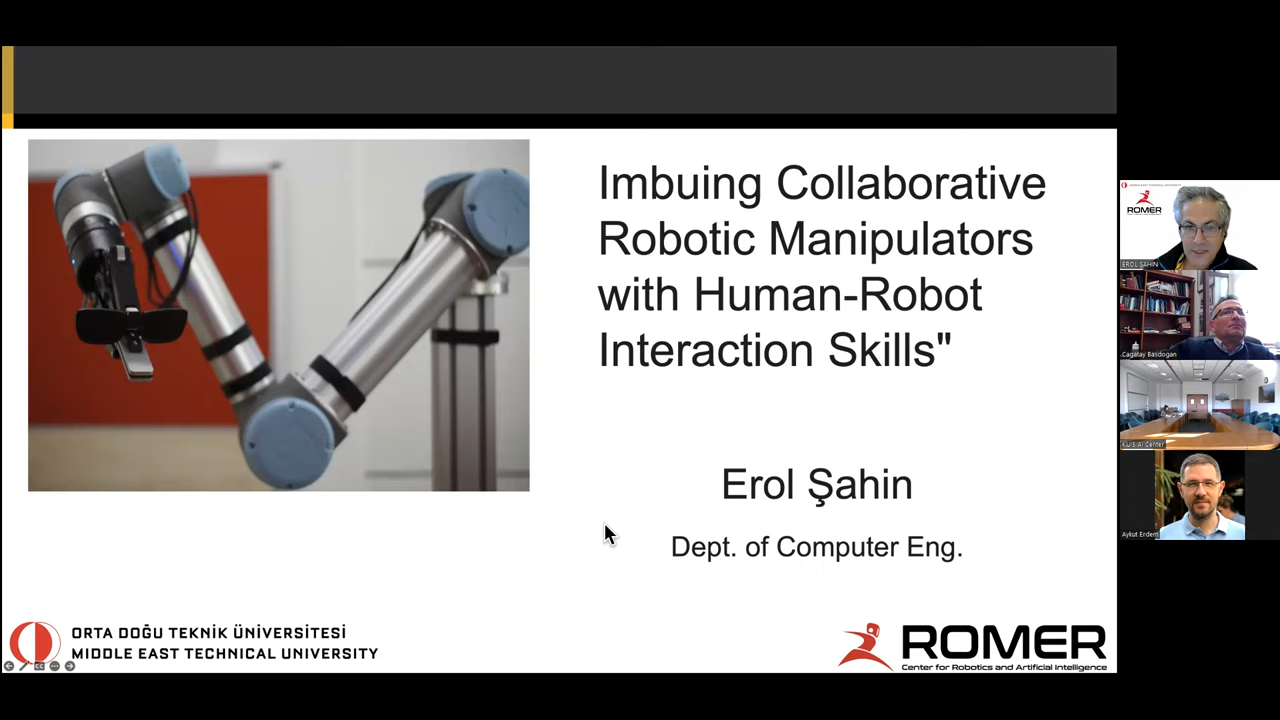 Imbuing Collaborative
Robotic Manipulators
with Human-Robot
Interaction Skills"
Erol Şahin
Dept. of Computer Eng.
ORTA DOĞU TEKNİK ÜNİVERSİTESİ
MIDDLE EAST TECHNICAL UNIVERSITY
ROMER
Center for Robotics and Artificial Intelligence
ROMER
EROL ŞAHİN
Cagatay Basdogan
KUIS AI Center
Aykut Erdem